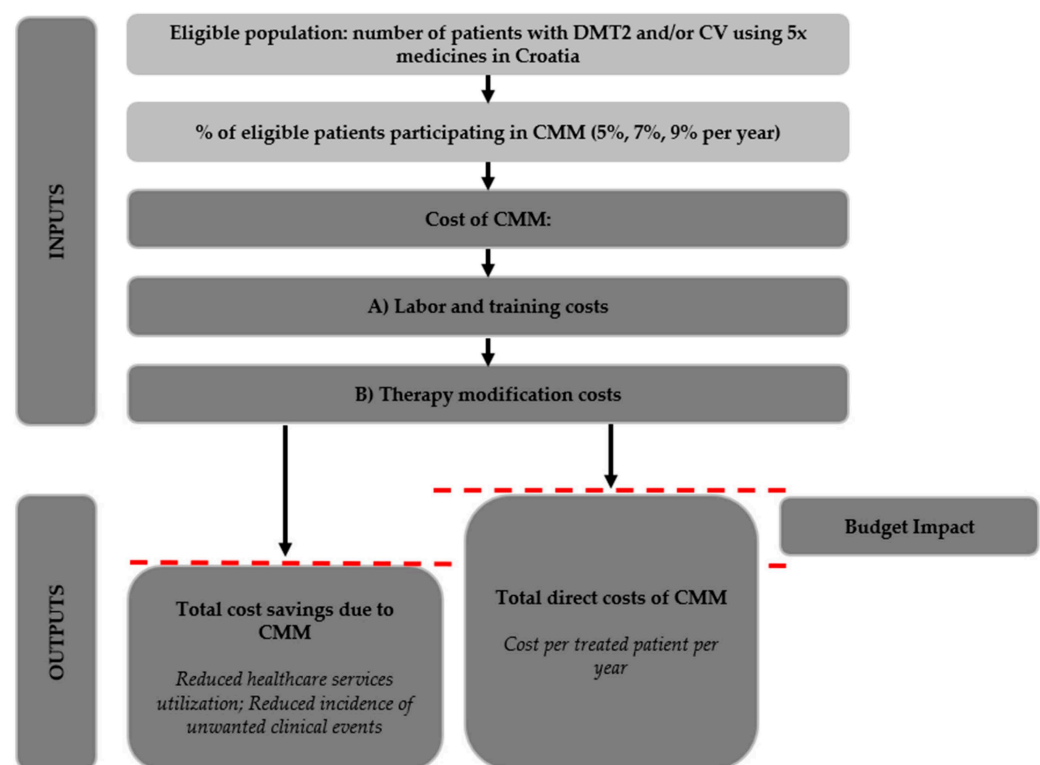 Eligible population: number of patients with DMT2 and/or CV using 5x
medicines in Croatia
% of eligible patients participating in CMM (5%, 7%, 9% per year)
INPUTS
Cost of CMM:
A) Labor and training costs
B) Therapy modification costs
Budget Impact
OUTPUTS
Total cost savings due to
CMM
Reduced healthcare services
utilization; Reduced incidence of
unwanted clinical events
Total direct costs of CMM
Cost per treated patient per
year